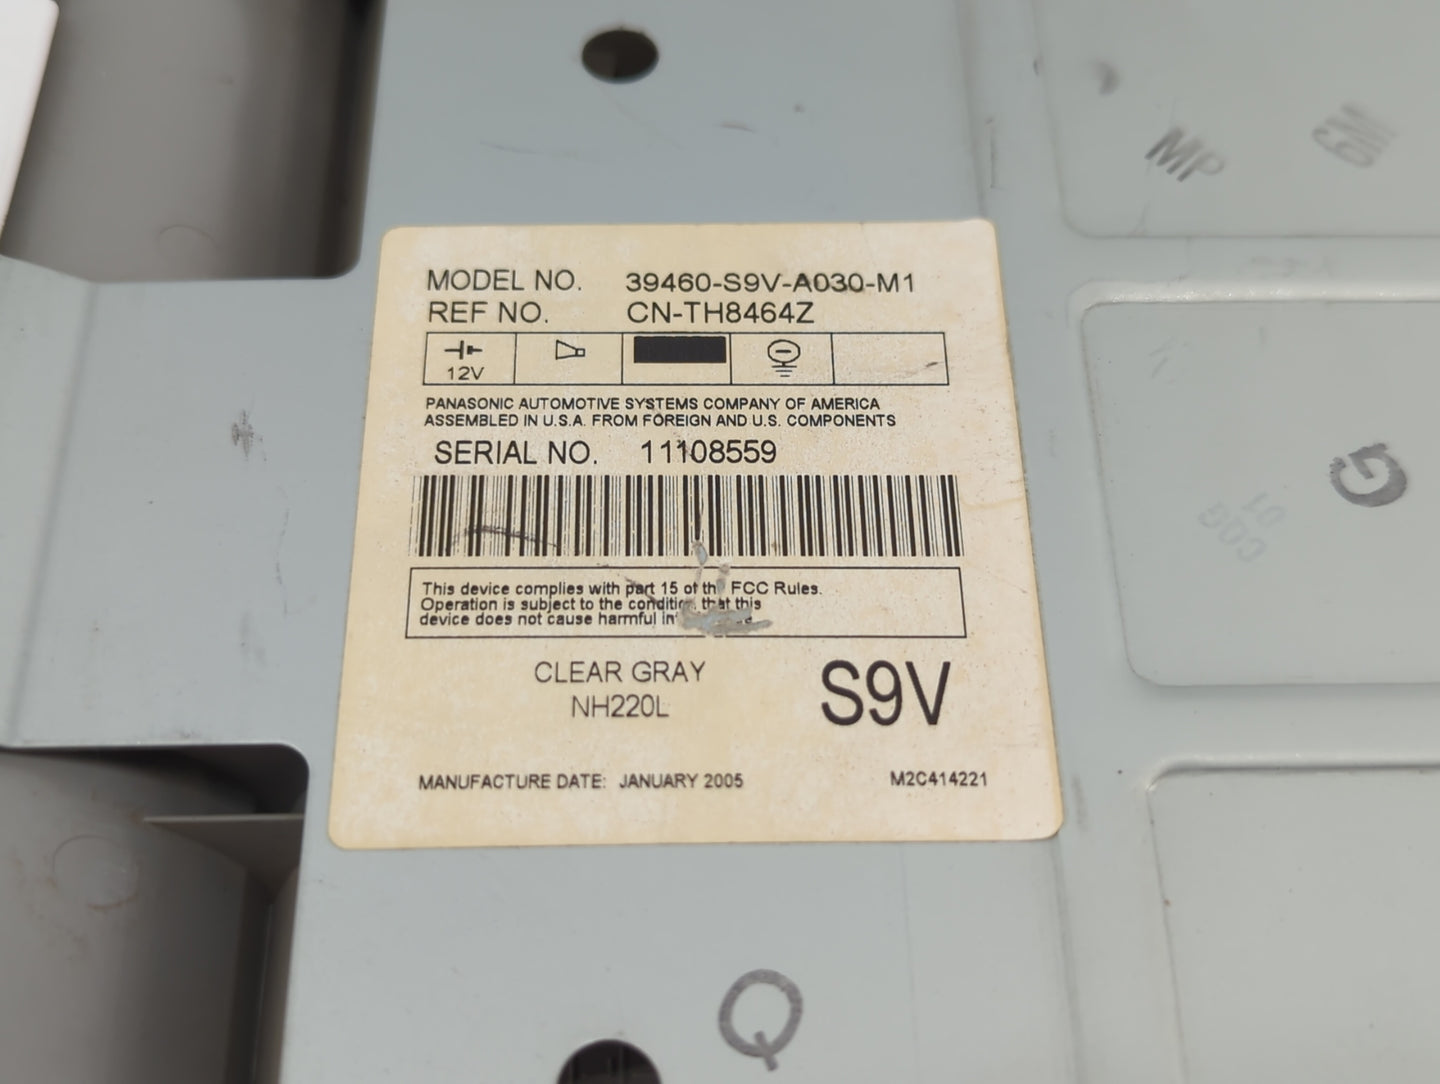 MP
6M
MODEL NO. 39460-S9V-A030-M1
REF NO. CN-TH8464Z
12V
PANASONIC AUTOMOTIVE SYSTEMS COMPANY OF AMERICA
ASSEMBLED IN U.S.A. FROM FOREIGN AND U.S. COMPONENTS
SERIAL NO. 11108559
This device complies with part 15 of the FCC Rules.
Operation is subject to the that this
device does not cause harmful
CLEAR GRAY
NH220L
S9V
MANUFACTURE DATE: JANUARY 2005
M2C414221
G
Q